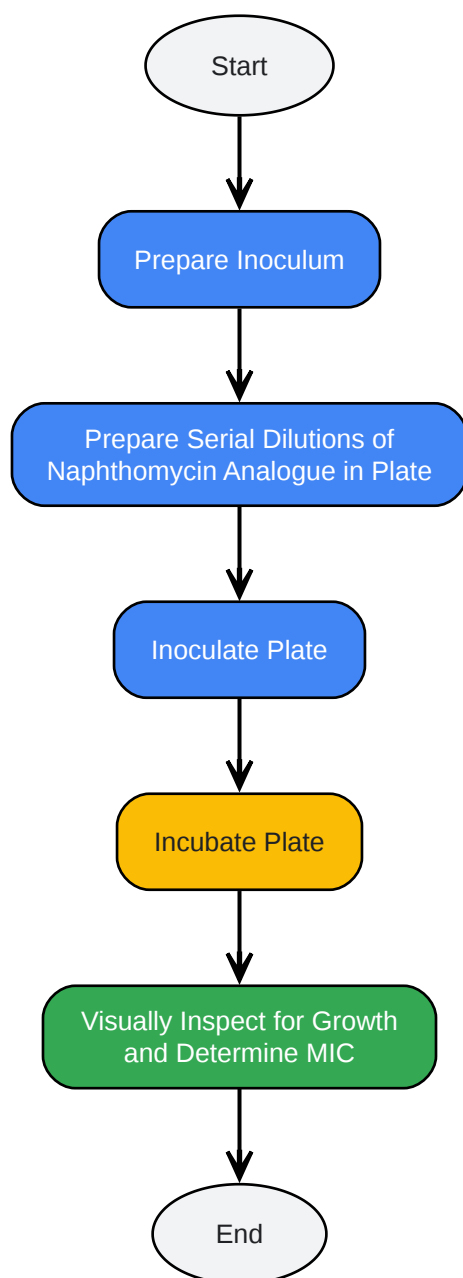 Start
Prepare Inoculum
Prepare Serial Dilutions of
Naphthomycin Analogue in Plate
Inoculate Plate
Incubate Plate
Visually Inspect for Growth
and Determine MIC
End